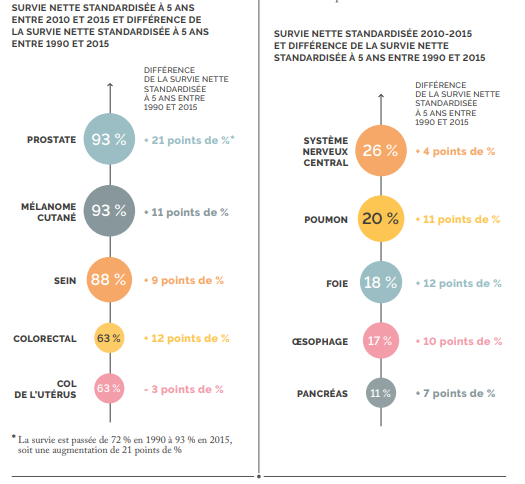 SURVIE NETTE STANDARDISÉE À 5 ANS
ENTRE 2010 ET 2015 ET DIFFÉRENCE DE
LA SURVIE NETTE STANDARDISÉE À 5 ANS
ENTRE 1990 ET 2015
DIFFÉRENCE
DE LA SURVIE NETTE
STANDARDISÉE
À 5 ANS ENTRE
1990 ET 2015
PROSTATE 93 % + 21 points de %*
MÉLANOME
CUTANÉ 93 % + 11 points de %
SEIN 88 % + 9 points de %
COLORECTAL 63 % + 12 points de %
COL
DE L'UTÉRUS 63 % - 3 points de %
* La survie est passée de 72 % en 1990 à 93 % en 2015,
soit une augmentation de 21 points de %
SURVIE NETTE STANDARDISÉE 2010-2015
ET DIFFÉRENCE DE LA SURVIE NETTE
STANDARDISÉE À 5 ANS ENTRE 1990 ET 2015
DIFFÉRENCE
DE LA SURVIE NETTE
STANDARDISÉE
À 5 ANS ENTRE
1990 ET 2015
SYSTÈME
NERVEUX
CENTRAL 26 % + 4 points de %
POUMON 20 % + 11 points de %
FOIE 18 % + 12 points de %
ŒSOPHAGE 17 % + 10 points de %
PANCRÉAS 11 % + 7 points de %